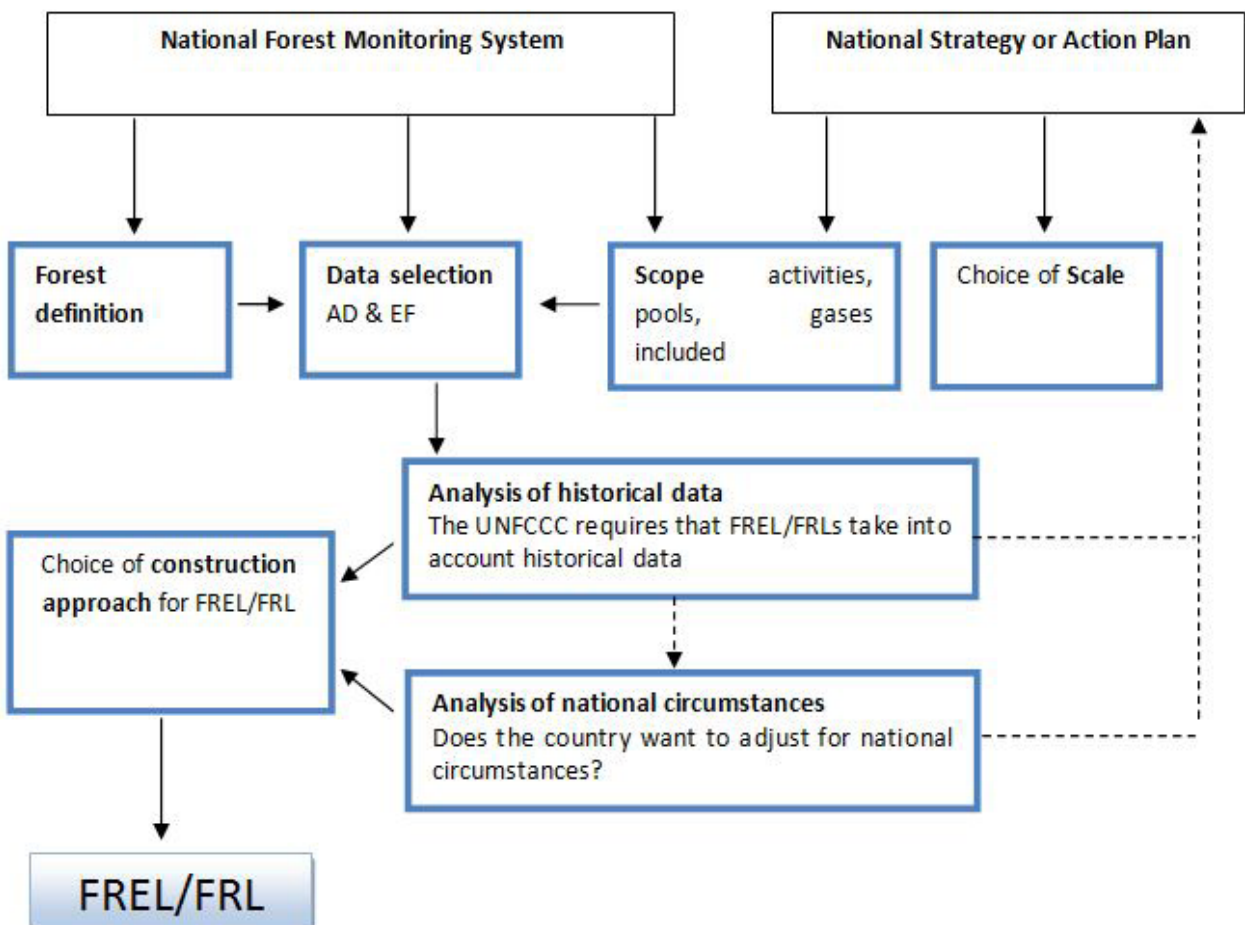 National Forest Monitoring System
National Strategy or Action Plan
Forest
definition
Data selection
AD & EF
Scope activities,
pools, gases
included
Choice of Scale
Analysis of historical data
The UNFCCC requires that FREL/FRLs take into
account historical data
Choice of construction
approach for FREL/FRL
Analysis of national circumstances
Does the country want to adjust for national
circumstances?
FREL/FRL